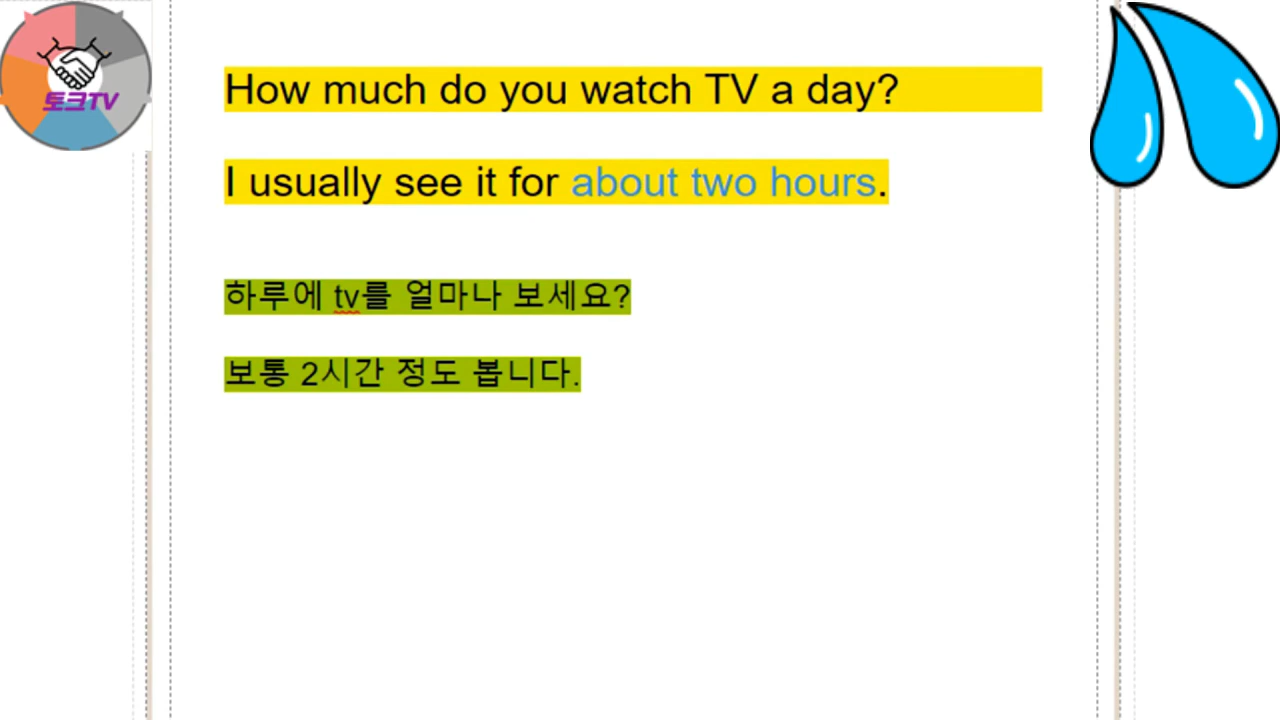 토크TV
How much do you watch TV a day?
I usually see it for about two hours.
하루에 tv를 얼마나 보세요?
보통 2시간 정도 봅니다.